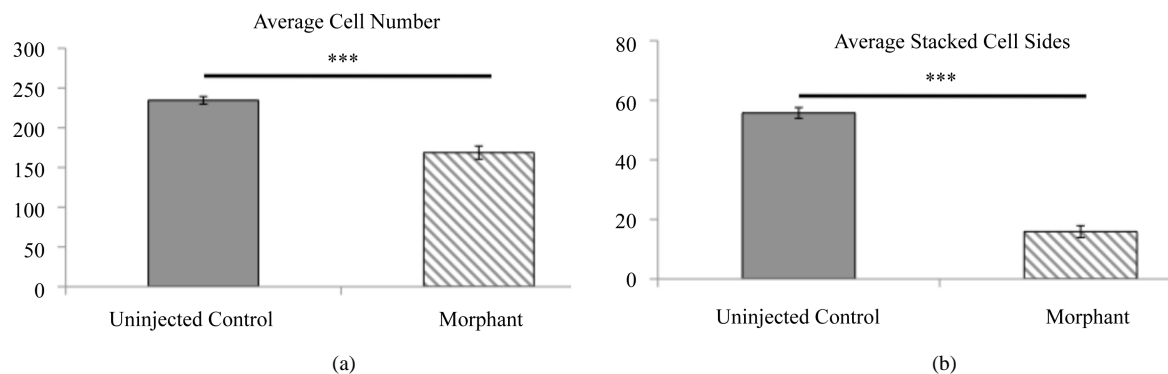 Average Cell Number
300
***
250
200
150
100
50
0
Uninjected Control Morphant
(a)
80
Average Stacked Cell Sides
***
60
40
20
0
Uninjected Control Morphant
(b)